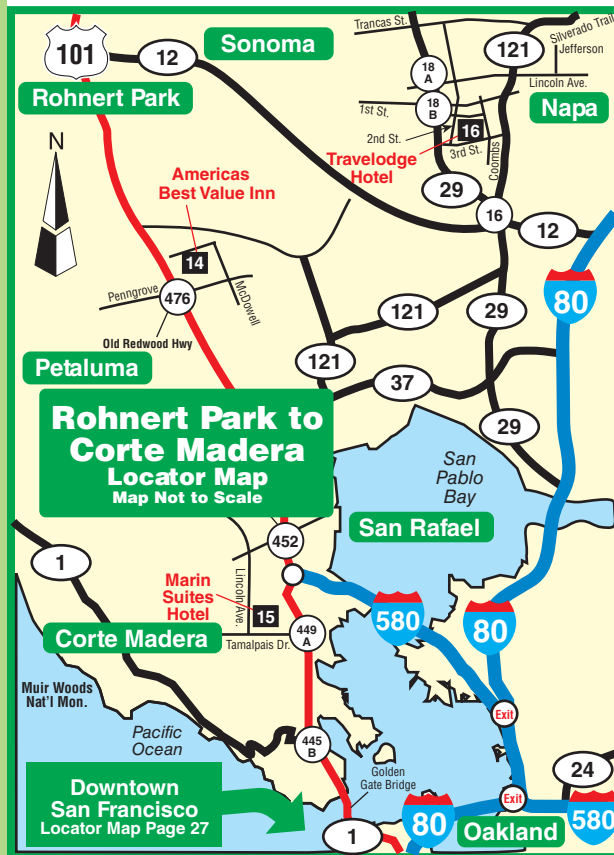 Trancas St.
Silverado Trail
Sonoma
101
12
121
Jefferson
18
A
Lincoln Ave.
Rohnert Park
1st St.
18
B
Napa
2nd St.
16
3rd St.
Coombs
N
Travelodge
Hotel
Americas
Best Value Inn
29
16
12
14
80
Penngrove
476
McDowell
121
29
Old Redwood Hwy
Petaluma
121
37
Rohnert Park to
Corte Madera
Locator Map
Map Not to Scale
29
San
Pablo
Bay
San Rafael
452
1
Marin
Suites
Hotel
Lincoln Ave.
15
580
80
Corte Madera
449
A
Tamalpais Dr.
Muir Woods
Nat'l Mon.
Exit
Pacific
Ocean
445
B
Golden
Gate Bridge
24
Downtown
San Francisco
Locator Map Page 27
Exit
1
80
Oakland
580